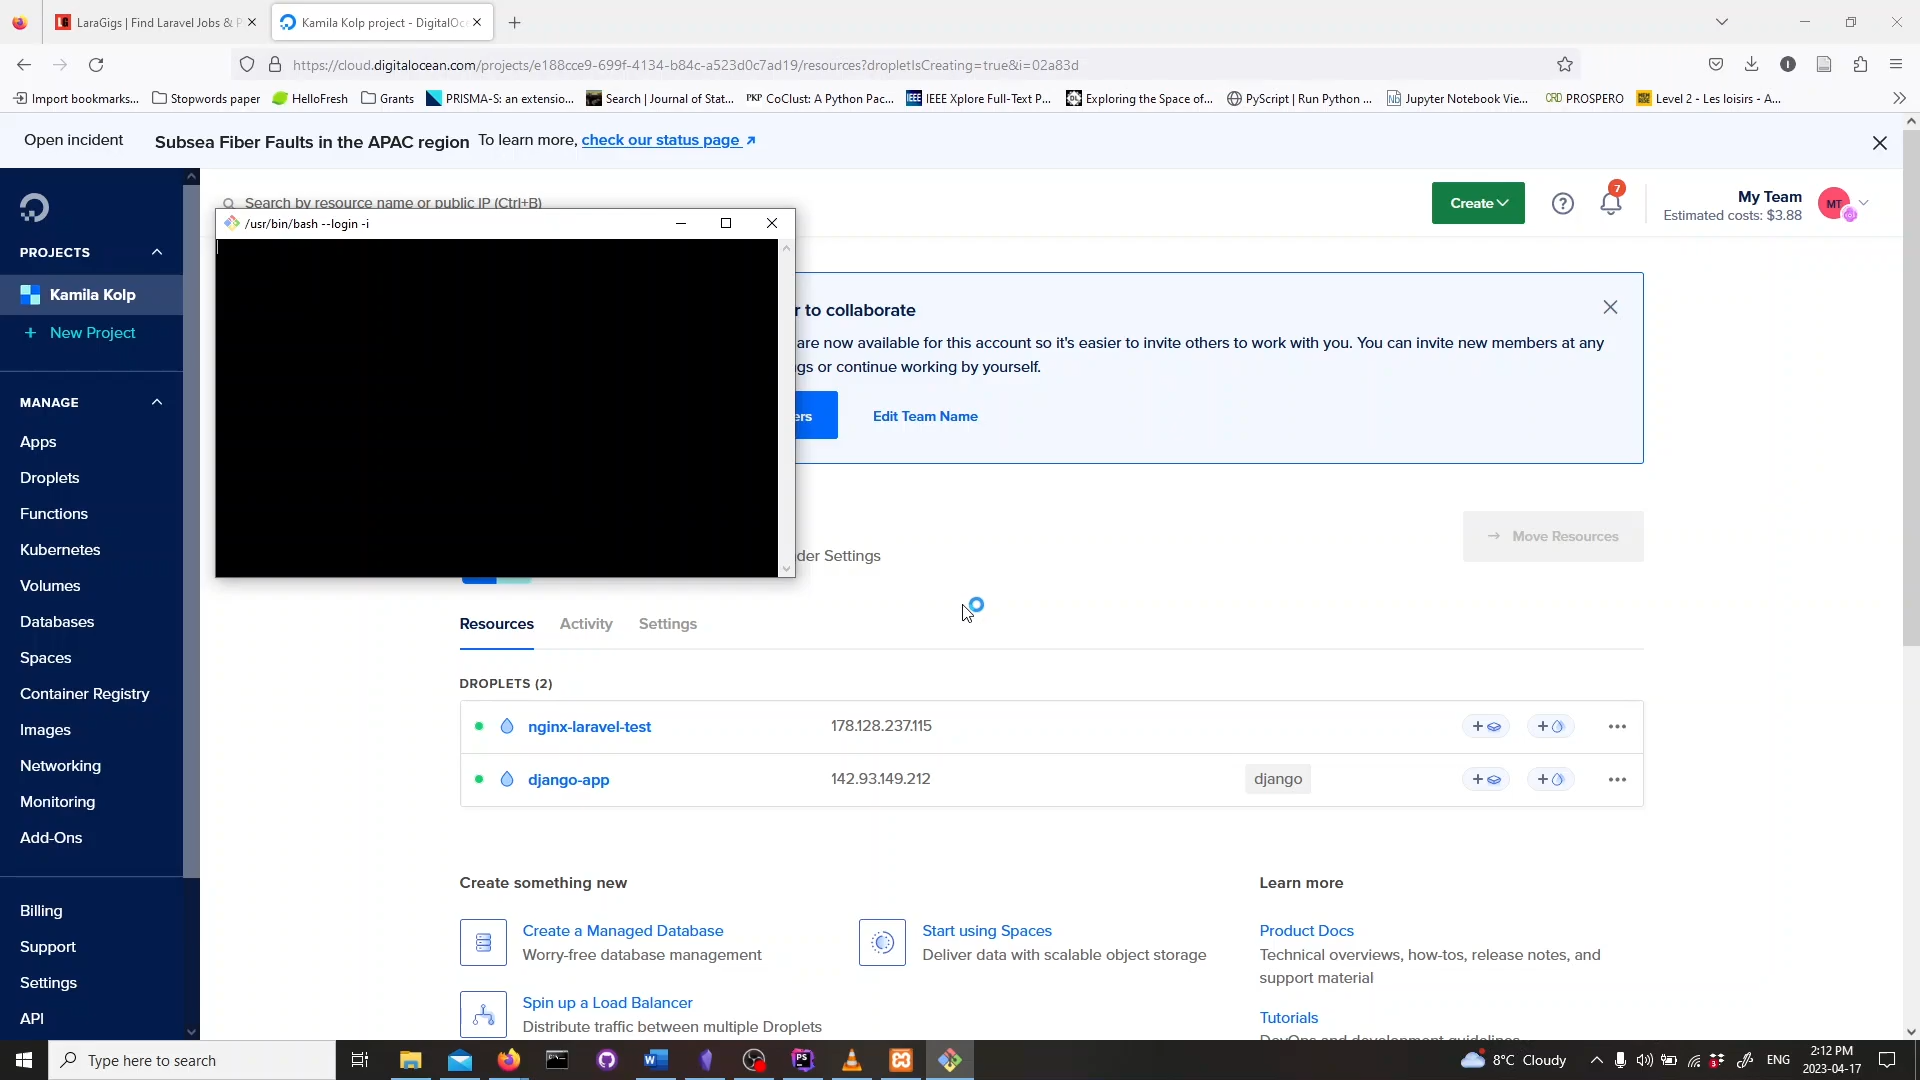 LaraGigs | Find Laravel Jobs & P
Kamila Kolp project - DigitalOc
https://cloud.digitalocean.com/projects/e188cce9-699f-4134-b84c-a523d0c7ad19/resources?dropletIsCreating=true&i=02a83d
Import bookmarks...
Stopwords paper
HelloFresh
Grants
PRISMA-S: an extensio...
Search | Journal of Stat...
PKP CoClust: A Python Pac...
IEEE IEEE Xplore Full-Text P...
Exploring the Space of...
PyScript | Run Python ...
Jupyter Notebook Vie...
PROSPERO
Level 2 - Les loisirs - A...
Open incident
Subsea Fiber Faults in the APAC region
To learn more, check our status page
Search by resource name or public IP (Ctrl+B)
Create
7
My Team
Estimated costs: $3.88
MT
/usr/bin/bash --login -i
PROJECTS
Kamila Kolp
+ New Project
MANAGE
Apps
Droplets
Functions
Kubernetes
Volumes
Databases
Spaces
Container Registry
Images
Networking
Monitoring
Add-Ons
Billing
Support
Settings
API
r to collaborate
are now available for this account so it's easier to invite others to work with you. You can invite new members at any
gs or continue working by yourself.
ers
Edit Team Name
der Settings
→ Move Resources
Resources
Activity
Settings
DROPLETS (2)
nginx-laravel-test
178.128.237.115
django-app
142.93.149.212
django
Create something new
Create a Managed Database
Worry-free database management
Start using Spaces
Deliver data with scalable object storage
Spin up a Load Balancer
Distribute traffic between multiple Droplets
Learn more
Product Docs
Technical overviews, how-tos, release notes, and
support material
Tutorials
DevOps and development guidelines
Type here to search
8°C Cloudy
ENG
2:12 PM
2023-04-17